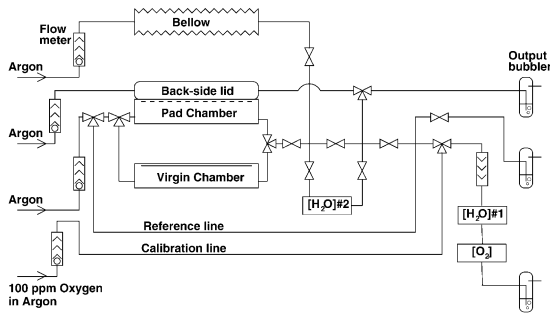 Flow
meter
Bellow
Argon
Output
bubbler
Back-side lid
Pad Chamber
Argon
Virgin Chamber
Argon
[H2O]#2
[H2O]#1
Reference line
Calibration line
[O2]
100 ppm Oxygen
in Argon